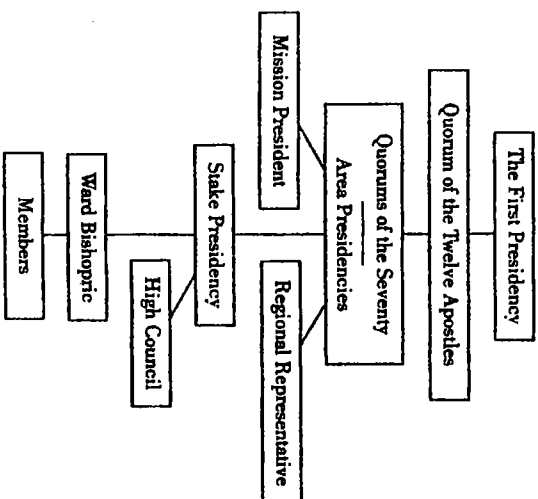 The First Presidency
Quorum of the Twelve Apostles
Quorums of the Seventy
Area Presidencies
Mission President
Regional Representative
Stake Presidency
High Council
Ward Bishopric
Members